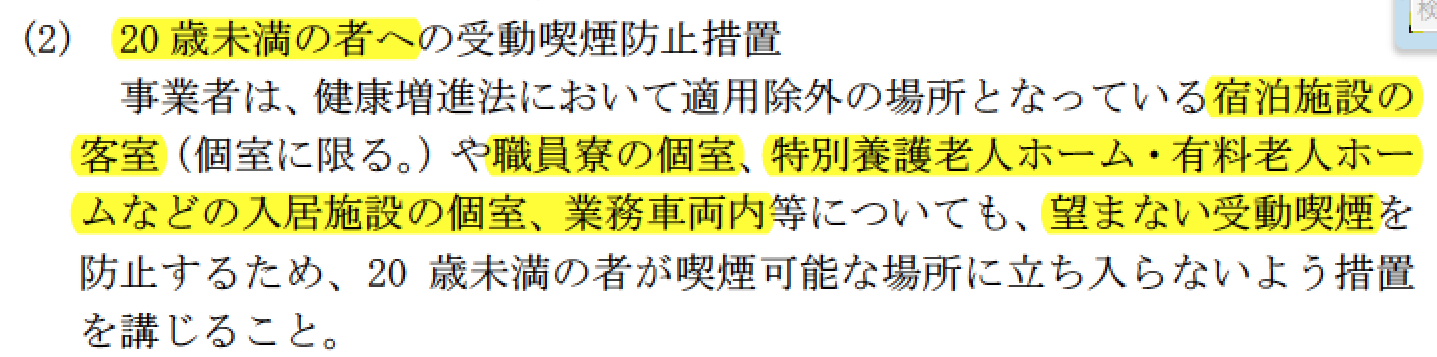 (2) 20 歳未満の者への受動喫煙防止措置
事業者は、健康増進法において適用除外の場所となっている宿泊施設の
客室（個室に限る。）や職員寮の個室、特別養護老人ホーム・有料老人ホー
ムなどの入居施設の個室、業務車両内等についても、望まない受動喫煙を
防止するため、20 歳未満の者が喫煙可能な場所に立ち入らないよう措置
を講じること。